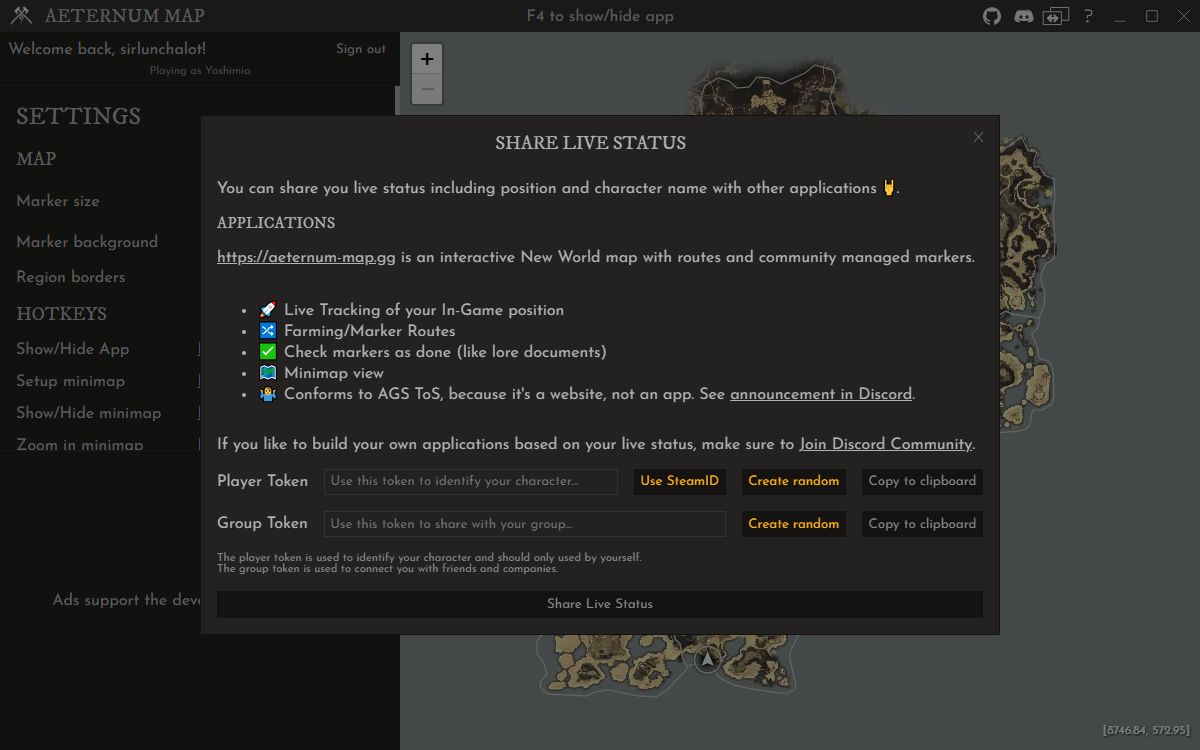 AETERNUM MAP
F4 to show/hide app
?
Welcome back, sirlunchalot!
Sign out
Playing as Yashimia
+
−
SETTINGS
MAP
Marker size
Marker background
Region borders
HOTKEYS
Show/Hide App
Setup minimap
Show/Hide minimap
Zoom in minimap
Ads support the deve
SHARE LIVE STATUS
You can share you live status including position and character name with other applications 🤘.
APPLICATIONS
https://aeternum-map.gg is an interactive New World map with routes and community managed markers.
• 🚀 Live Tracking of your In-Game position
• 🔀 Farming/Marker Routes
• ✅ Check markers as done (like lore documents)
• 🗺️ Minimap view
• 🤷 Conforms to AGS ToS, because it's a website, not an app. See announcement in Discord.
If you like to build your own applications based on your live status, make sure to Join Discord Community.
Player Token Use this token to identify your character... Use SteamID Create random Copy to clipboard
Group Token Use this token to share with your group... Create random Copy to clipboard
The player token is used to identify your character and should only used by yourself.
The group token is used to connect you with friends and companies.
Share Live Status
[8746.84, 572.95]